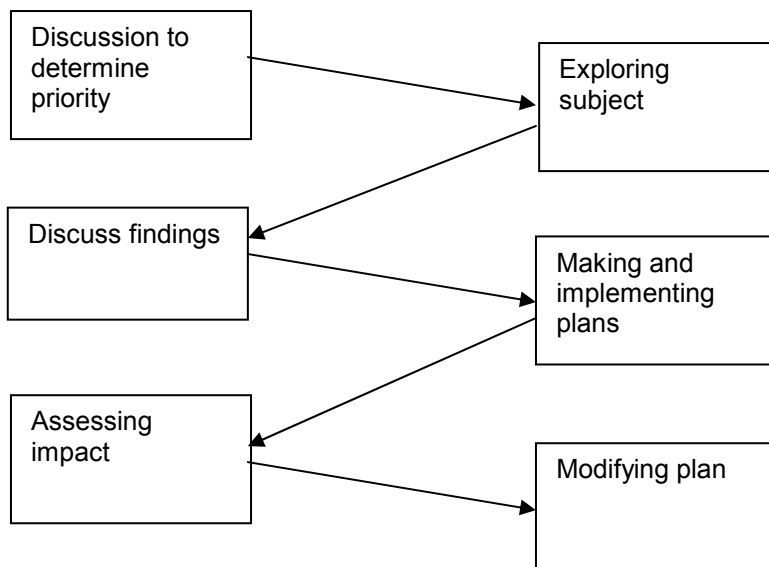 Discussion to
determine
priority
Exploring
subject
Discuss findings
Making and
implementing
plans
Assessing
impact
Modifying plan